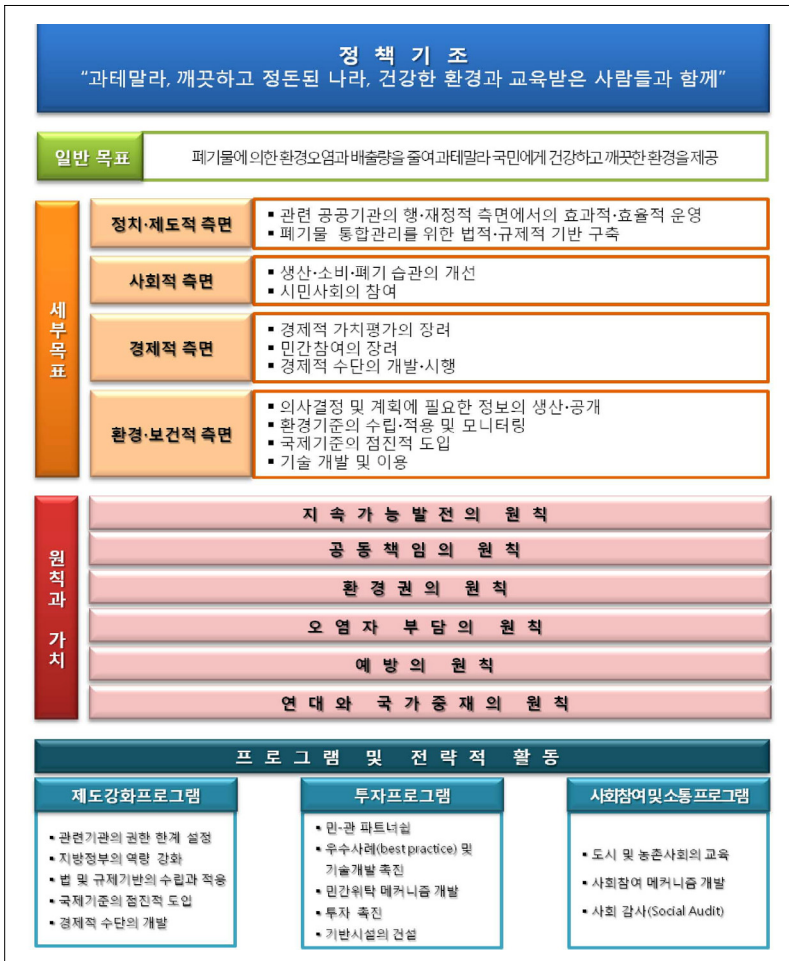 정 책 기 조
“과테말라, 깨끗하고 정돈된 나라, 건강한 환경과 교육받은 사람들과 함께”
일반 목표
폐기물에 의한 환경오염과 배출량을 줄여 과테말라 국민에게 건강하고 깨끗한 환경을 제공
세부목표
정치·제도적 측면
▪ 관련 공공기관의 행·재정적 측면에서의 효과적·효율적 운영
▪ 폐기물 통합관리를 위한 법적·규제적 기반 구축
사회적 측면
▪ 생산·소비·폐기 습관의 개선
▪ 시민사회의 참여
경제적 측면
▪ 경제적 가치평가의 장려
▪ 민간참여의 장려
▪ 경제적 수단의 개발·시행
환경·보건적 측면
▪ 의사결정 및 계획에 필요한 정보의 생산·공개
▪ 환경기준의 수립·적용 및 모니터링
▪ 국제기준의 점진적 도입
▪ 기술 개발 및 이용
원칙과 가치
지 속 가 능 발 전 의 원 칙
공 동 책 임 의 원 칙
환 경 권 의 원 칙
오 염 자 부 담 의 원 칙
예 방 의 원 칙
연 대 와 국 가 중 재 의 원 칙
프 로 그 램 및 전 략 적 활 동
제도강화프로그램
▪ 관련기관의 권한 한계 설정
▪ 지방정부의 역량 강화
▪ 법 및 규제기반의 수립과 적용
▪ 국제기준의 점진적 도입
▪ 경제적 수단의 개발
투자프로그램
▪ 민-관 파트너쉽
▪ 우수사례(best practice) 및
기술개발 촉진
▪ 민간위탁 메커니즘 개발
▪ 투자 촉진
▪ 기반시설의 건설
사회참여 및 소통 프로그램
▪ 도시 및 농촌사회의 교육
▪ 사회참여 메커니즘 개발
▪ 사회 감사(Social Audit)